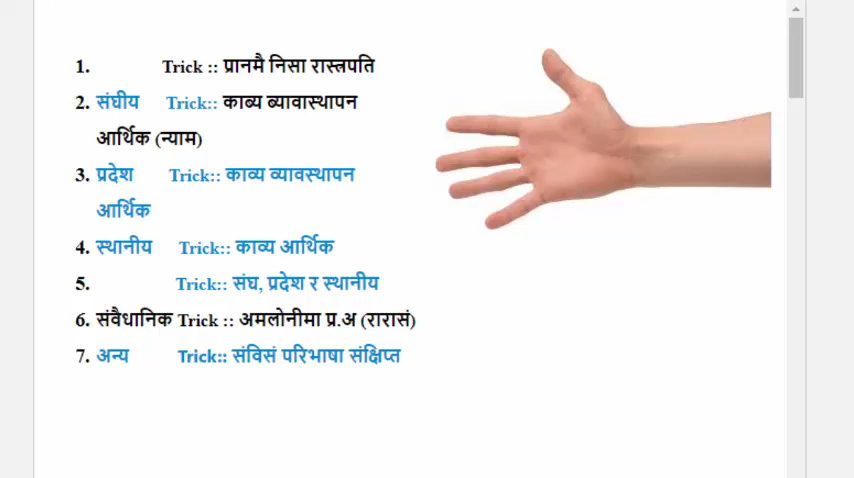 1. Trick :: प्रानमै निसा रास्त्रपति
2. संघीय Trick:: काब्य ब्यावास्थापन
आर्थिक (न्याम)
3. प्रदेश Trick:: काव्य व्यावस्थापन
आर्थिक
4. स्थानीय Trick:: काव्य आर्थिक
5. Trick:: संघ, प्रदेश र स्थानीय
6. संवैधानिक Trick :: अमलोनीमा प्र.अ (रारासं)
7. अन्य Trick:: संविसं परिभाषा संक्षिप्त